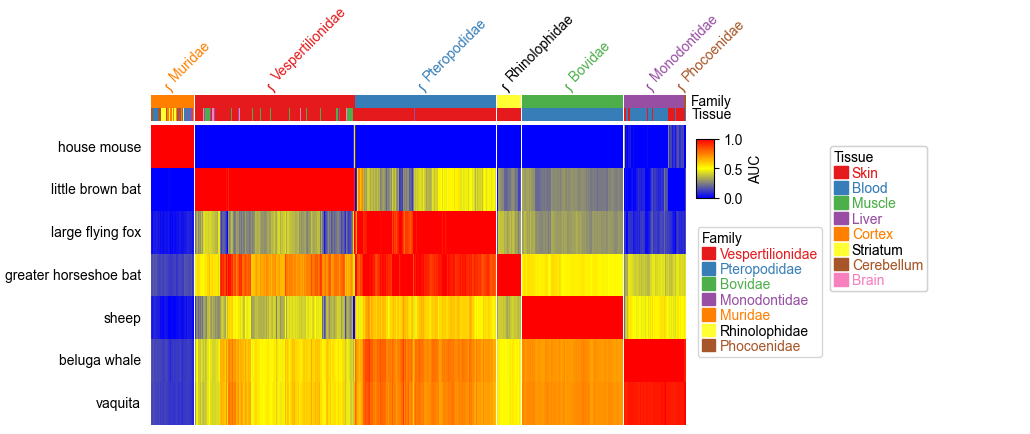 Muridae
Vespertilionidae
Pteropodidae
Rhinolophidae
Bovidae
Monodontidae
Phocoenidae
Family
Tissue
house mouse
little brown bat
large flying fox
greater horseshoe bat
sheep
beluga whale
vaquita
1.0
0.5
0.0
AUC
Family
Vespertilionidae
Pteropodidae
Bovidae
Monodontidae
Muridae
Rhinolophidae
Phocoenidae
Tissue
Skin
Blood
Muscle
Liver
Cortex
Striatum
Cerebellum
Brain